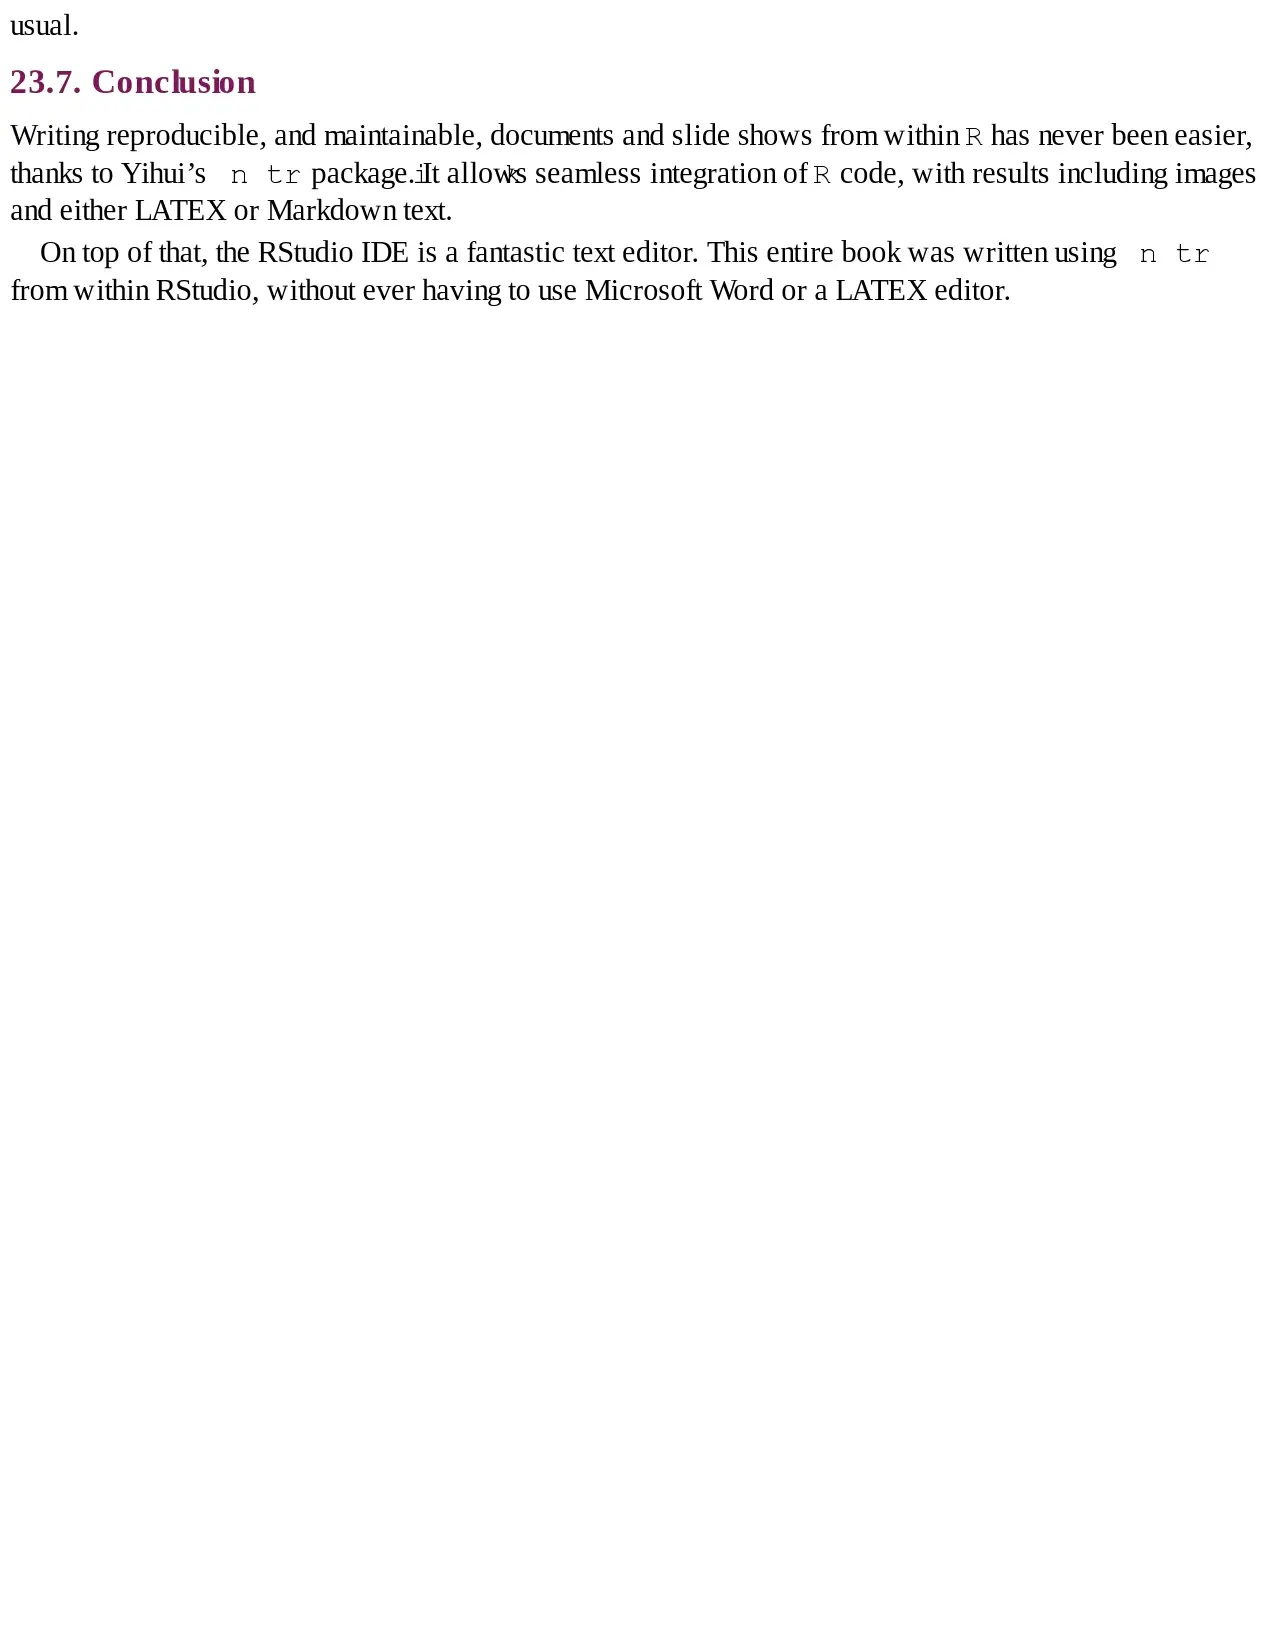 usual.
23.7. Conclusion
Writing reproducible, and maintainable, documents and slide shows from within R has never been easier,
thanks to Yihui’s n tr package. It allows seamless integration of R code, with results including images
and either LATEX or Markdown text.
On top of that, the RStudio IDE is a fantastic text editor. This entire book was written using n tr
from within RStudio, without ever having to use Microsoft Word or a LATEX editor.